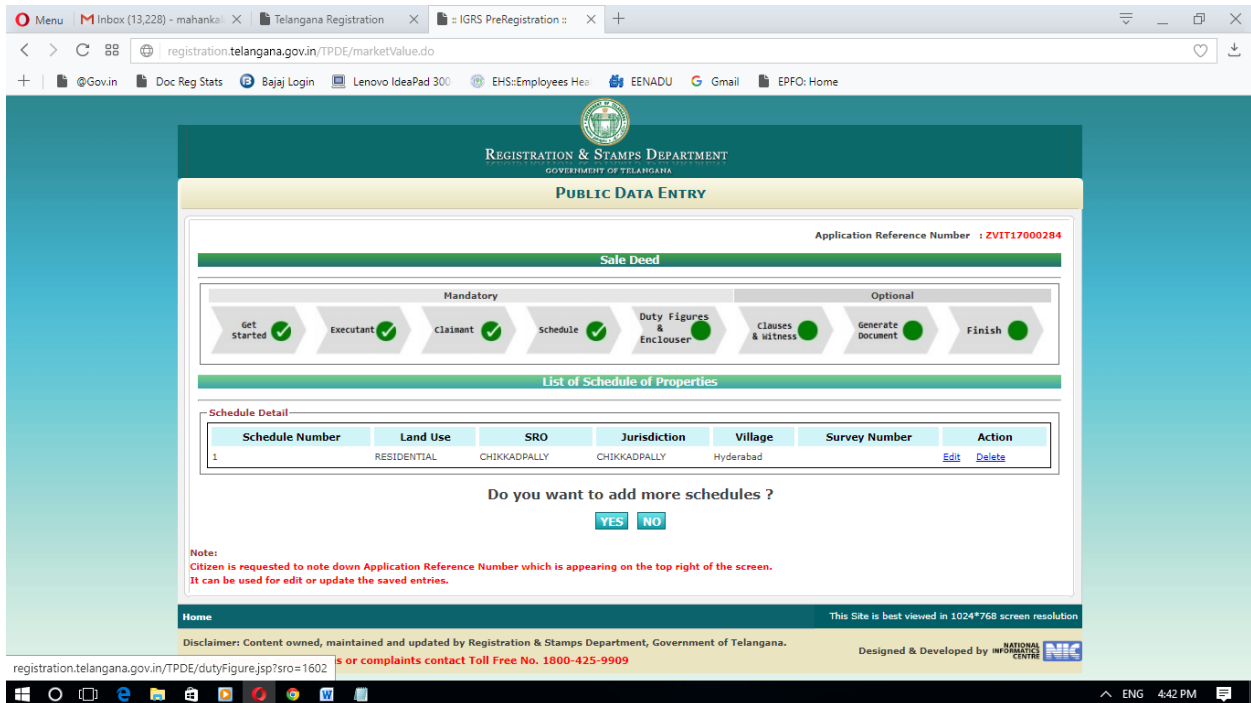 Menu
Inbox (13,228) - mahankal
Telangana Registration
:: IGRS PreRegistration ::
registration.telangana.gov.in/TPDE/marketValue.do
@Gov.in
Doc Reg Stats
Bajaj Login
Lenovo IdeaPad 300
EHS::Employees Hea
EENADU
Gmail
EPFO: Home
REGISTRATION & STAMPS DEPARTMENT
GOVERNMENT OF TELANGANA
PUBLIC DATA ENTRY
Application Reference Number : ZVIT17000284
Sale Deed
Mandatory
Optional
Get Started
Executant
Claimant
Schedule
Duty Figures & Enclouser
Clauses & Witness
Generate Document
Finish
List of Schedule of Properties
Schedule Detail
Schedule Number Land Use SRO Jurisdiction Village Survey Number Action
1 RESIDENTIAL CHIKKADPALLY CHIKKADPALLY Hyderabad Edit Delete
Do you want to add more schedules ?
YES NO
Note:
Citizen is requested to note down Application Reference Number which is appearing on the top right of the screen.
It can be used for edit or update the saved entries.
Home
This Site is best viewed in 1024*768 screen resolution
Disclaimer: Content owned, maintained and updated by Registration & Stamps Department, Government of Telangana.
Designed & Developed by NATIONAL INFORMATICS CENTRE NIC
registration.telangana.gov.in/TPDE/dutyFigure.jsp?sro=1602
s or complaints contact Toll Free No. 1800-425-9909
ENG 4:42 PM